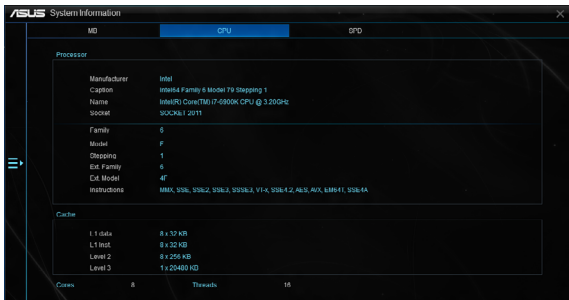 ASUS System Information
MB CPU SPD
Processor
Manufacturer Intel
Caption Intel64 Family 6 Model 79 Stepping 1
Name Intel(R) Core(TM) i7-6900K CPU @ 3.20GHz
Socket SOCKET 2011
Family 6
Model F
Stepping 1
Ext. Family 6
Ext. Model 4F
Instructions MMX, SSE, SSE2, SSE3, SSSE3, VT-x, SSE4.2, AES, AVX, EM64T, SSE4A
Cache
L1 data 8 x 32 KB
L1 Inst. 8 x 32 KB
Level 2 8 x 256 KB
Level 3 1 x 20480 KB
Cores 8 Threads 16